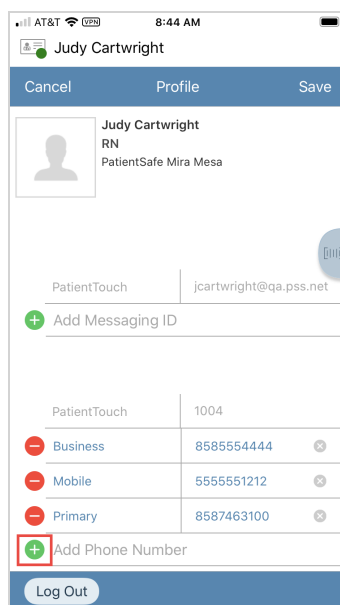 AT&T VPN 8:44 AM
Judy Cartwright
Cancel Profile Save
Judy Cartwright
RN
PatientSafe Mira Mesa
PatientTouch jcartwright@qa.pss.net
Add Messaging ID
PatientTouch 1004
Business 8585554444
Mobile 5555551212
Primary 8587463100
Add Phone Number
Log Out